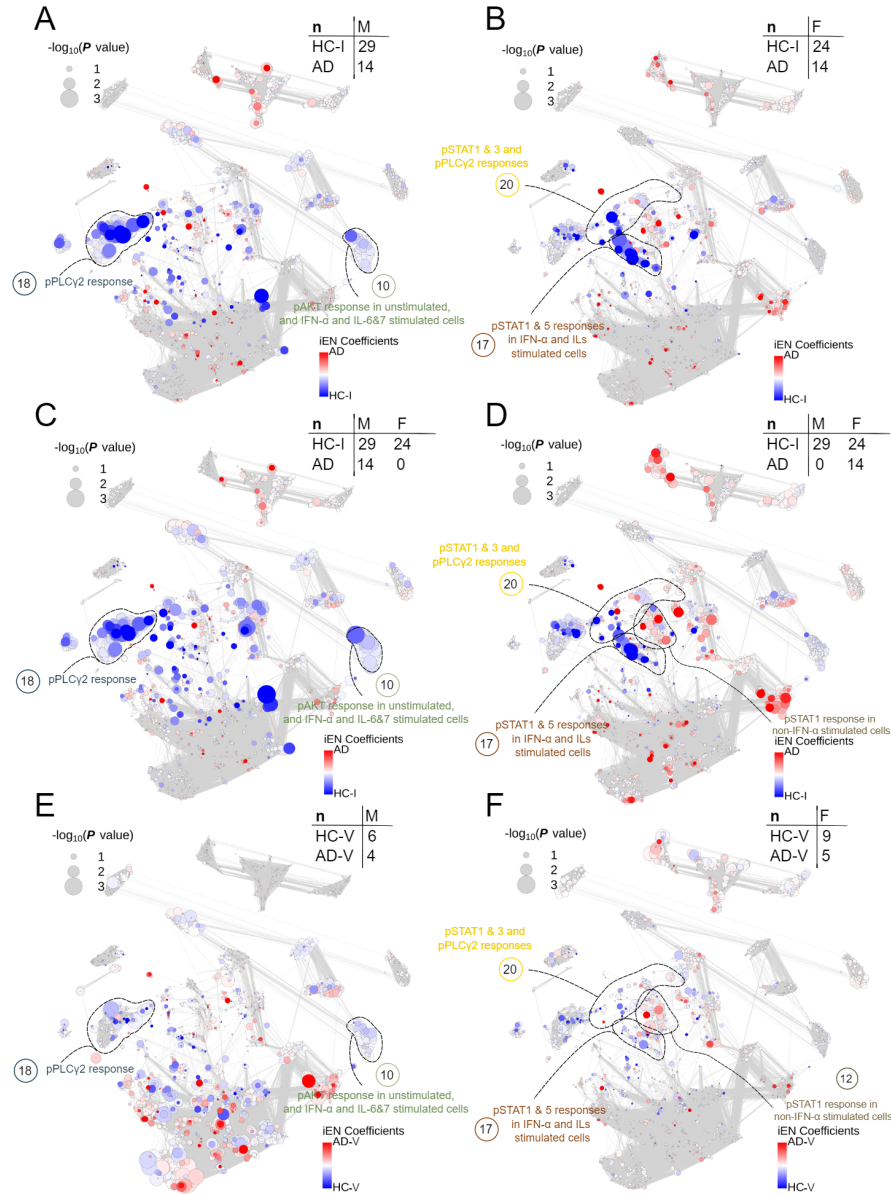 A
-log₁₀(P value)
1
2
3
n M
HC-I 29
AD 14
18
pPLCγ2 response
10
pAKT response in unstimulated,
and IFN-α and IL-6&7 stimulated cells
iEN Coefficients
AD
HC-I
B
-log₁₀(P value)
1
2
3
n F
HC-I 24
AD 14
pSTAT1 & 3 and
pPLCγ2 responses
20
17
pSTAT1 & 5 responses
in IFN-α and ILs
stimulated cells
iEN Coefficients
AD
HC-I
C
-log₁₀(P value)
1
2
3
n M F
HC-I 29 24
AD 14 0
18
pPLCγ2 response
10
pAKT response in unstimulated,
and IFN-α and IL-6&7 stimulated cells
iEN Coefficients
AD
HC-I
D
-log₁₀(P value)
1
2
3
n M F
HC-I 29 24
AD 0 14
pSTAT1 & 3 and
pPLCγ2 responses
20
17
pSTAT1 & 5 responses
in IFN-α and ILs
stimulated cells
pSTAT1 response in
non-IFN-α stimulated cells
iEN Coefficients
AD
HC-I
E
-log₁₀(P value)
1
2
3
n M
HC-V 6
AD-V 4
18
pPLCγ2 response
10
pAKT response in unstimulated,
and IFN-α and IL-6&7 stimulated cells
iEN Coefficients
AD-V
HC-V
F
-log₁₀(P value)
1
2
3
n F
HC-V 9
AD-V 5
pSTAT1 & 3 and
pPLCγ2 responses
20
17
pSTAT1 & 5 responses
in IFN-α and ILs
stimulated cells
12
pSTAT1 response in
non-IFN-α stimulated cells
iEN Coefficients
AD-V
HC-V